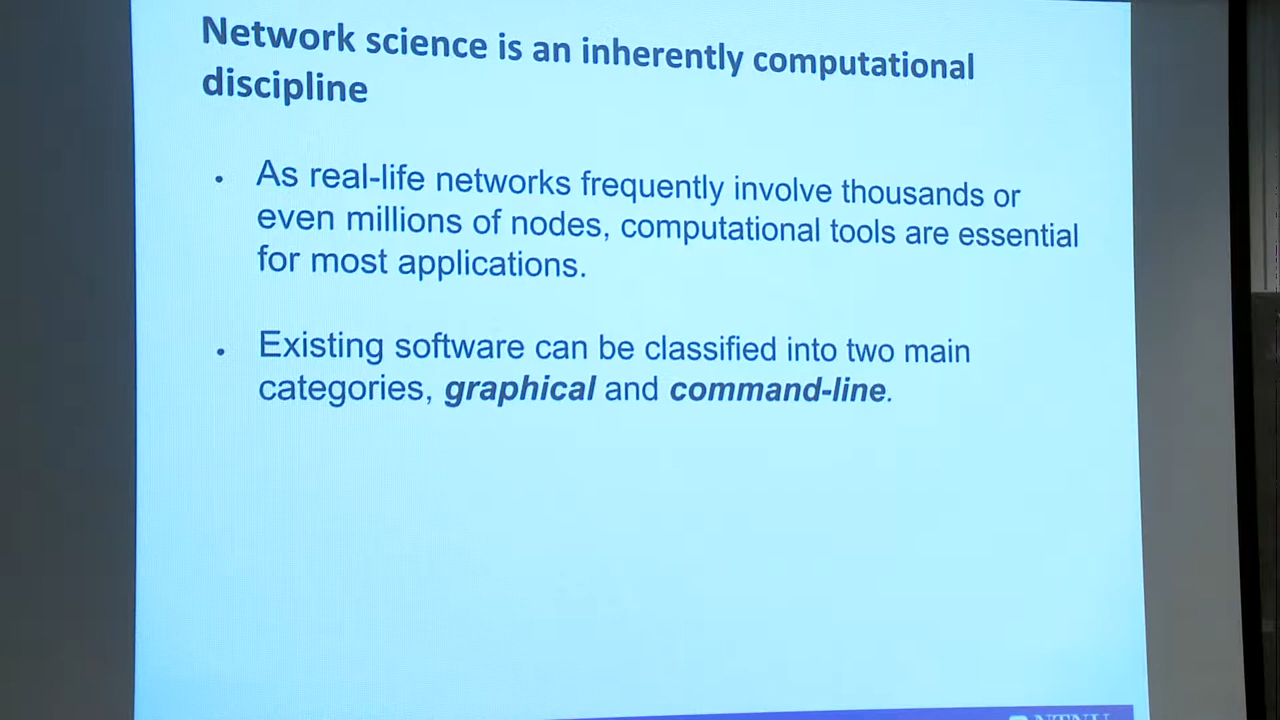 Network science is an inherently computational
discipline
• As real-life networks frequently involve thousands or
even millions of nodes, computational tools are essential
for most applications.
• Existing software can be classified into two main
categories, graphical and command-line.
NTNU